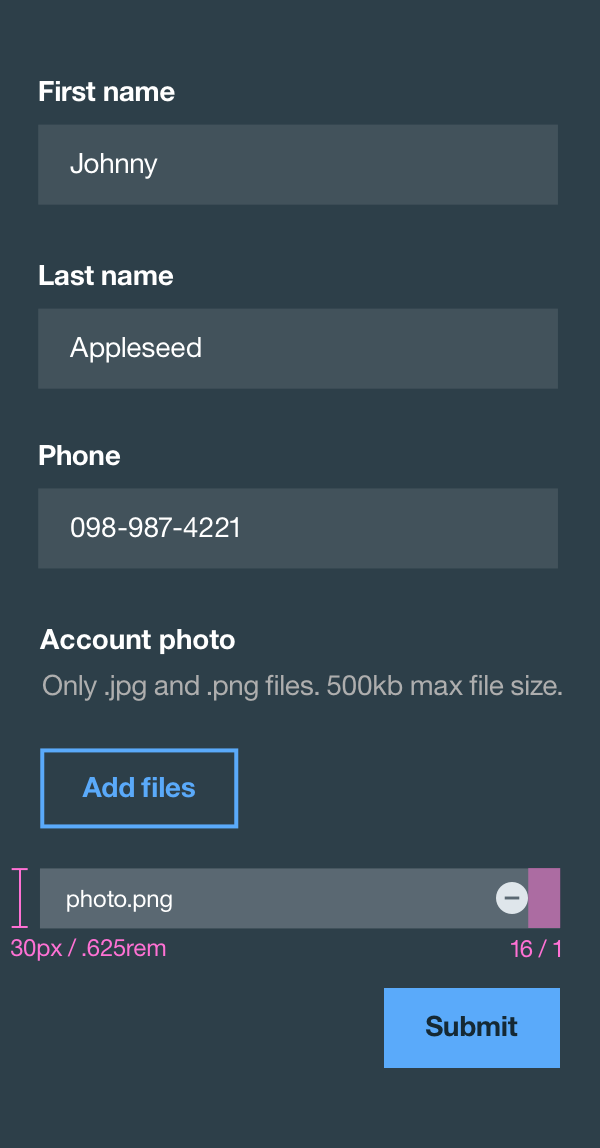 First name
Johnny
Last name
Appleseed
Phone
098-987-4221
Account photo
Only .jpg and .png files. 500kb max file size.
Add files
photo.png
30px / .625rem
16 / 1
Submit